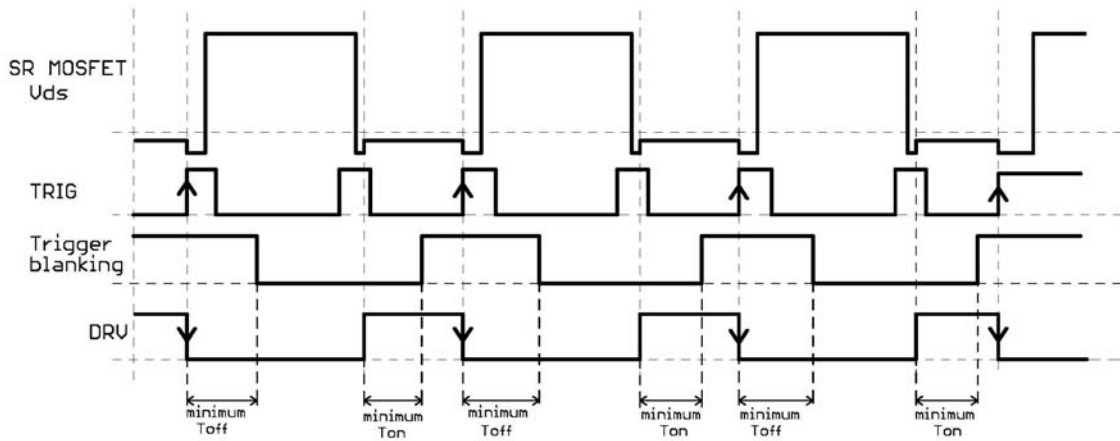 SR MOSFET
Vds
TRIG
Trigger
blanking
DRV
minimum
Toff
minimum
Ton
minimum
Toff
minimum
Ton
minimum
Toff
minimum
Ton